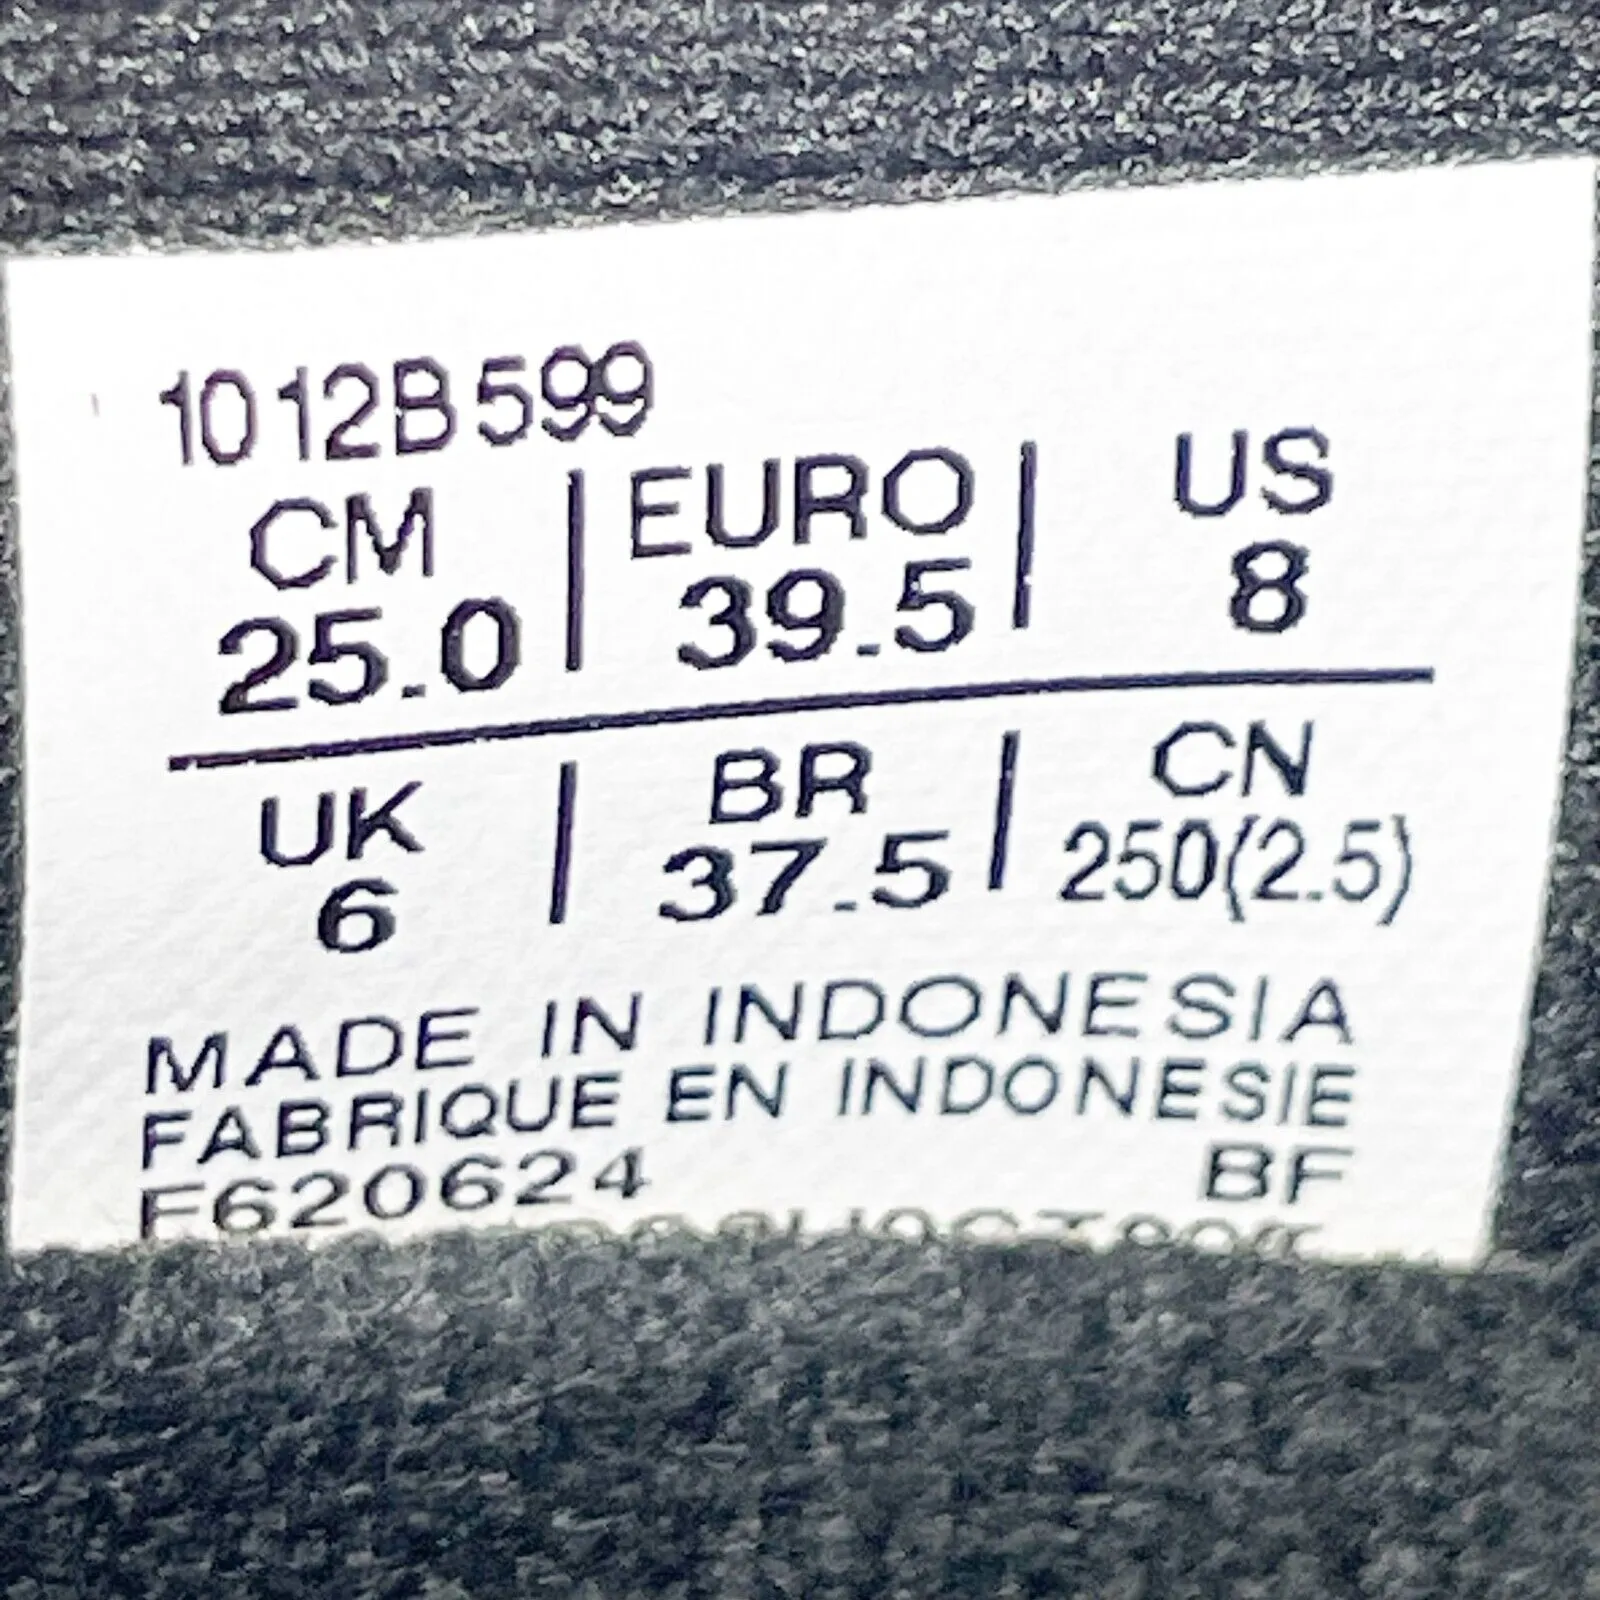 1012B599
CM | EURO | US
25.0 | 39.5 | 8
UK | BR | CN
6 | 37.5 | 250(2.5)
MADE IN INDONESIA
FABRIQUE EN INDONESIE
F620624 BF